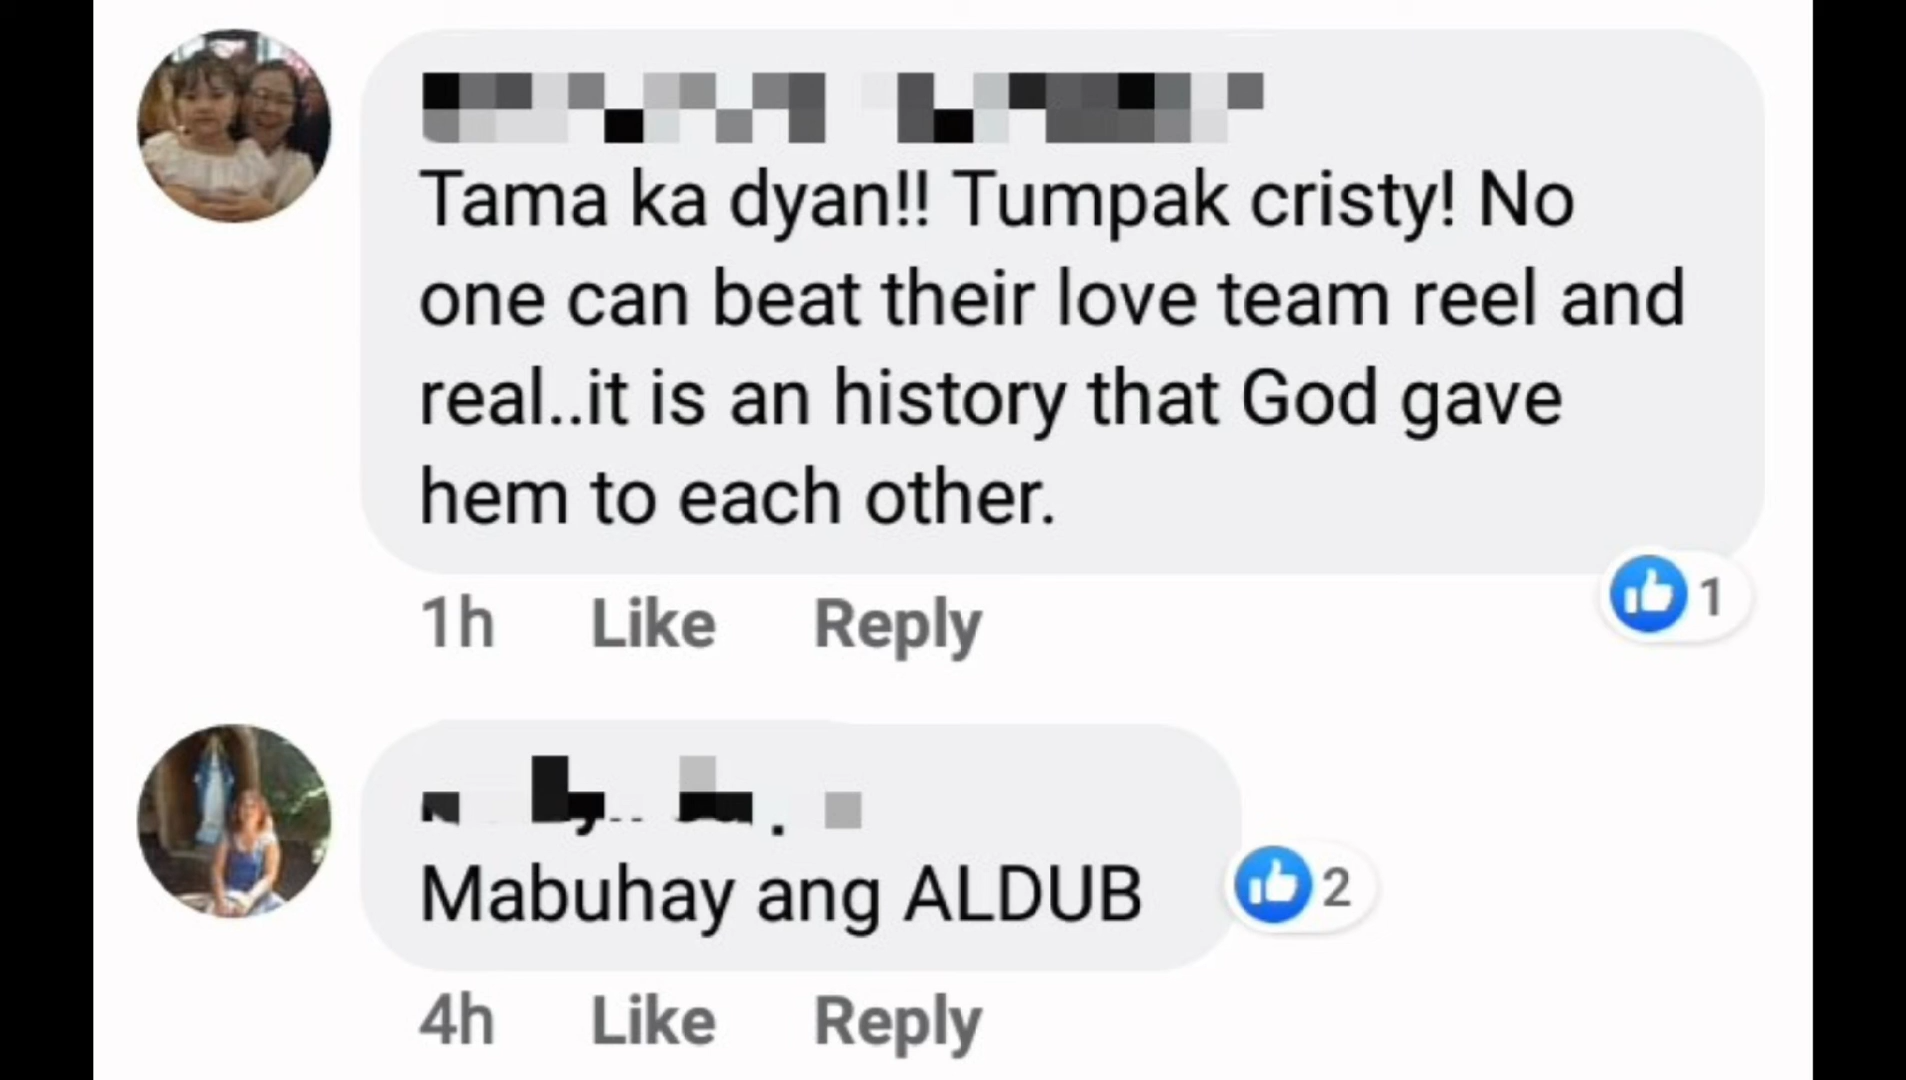 Tama ka dyan!! Tumpak cristy! No
one can beat their love team reel and
real..it is an history that God gave
hem to each other.
1
1h Like Reply
Mabuhay ang ALDUB
2
4h Like Reply